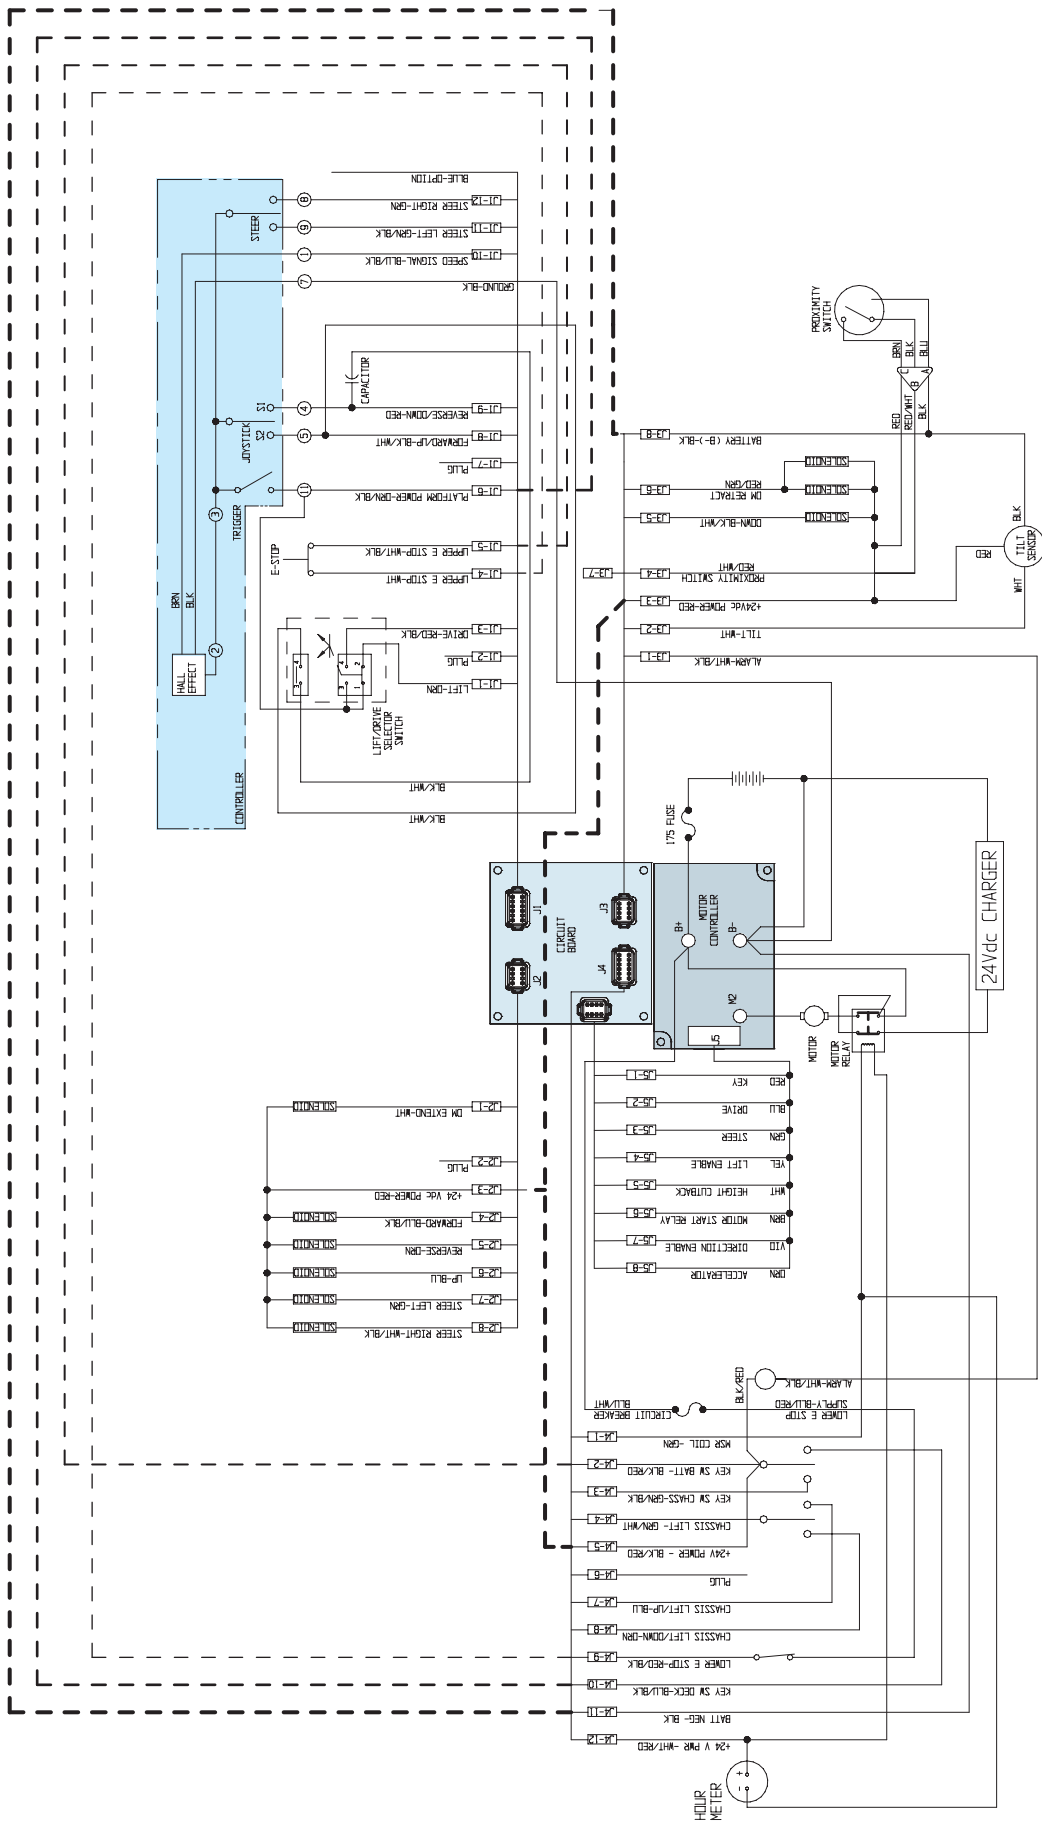 BLUE-OPTION
8
STEER RIGHT-GRN
J1-12
STEER
9
STEER LEFT-GRN/BLK
J1-11
1
SPEED SIGNAL-BLU/BLK
J1-10
7
GROUND-BLK
CAPACITOR
S1
4
REVERSE/DOWN-RED
J1-9
JOYSTICK
S2
5
FORWARD/UP-BLK/WHT
J1-8
PLUG
J1-7
11
PLATFORM POWER-ORN/BLK
J1-6
3
TRIGGER
E-STOP
UPPER E STOP-WHT/BLK
J1-5
UPPER E STOP-WHT
J1-4
BRN
BLK
2
HALL
EFFECT
DRIVE-RED/BLK
J1-3
PLUG
J1-2
LIFT-ORN
J1-1
4
3
4
2
3
1
LIFT/DRIVE
SELECTOR
SWITCH
BLK/WHT
BLK/WHT
CONTROLLER
PROXIMITY
SWITCH
BRN
BLK
BLU
C
B
A
RED
RED/WHT
BLK
J3-8
BATTERY (B-)-BLK
SOLENOID
J3-6
RED/GRN
DM RETRACT
SOLENOID
J3-5
DOWN-BLK/WHT
SOLENOID
BLK
TILT
SENSOR
RED
WHT
J3-7
J3-4
RED/WHT
PROXIMITY SWITCH
J3-3
+24Vdc POWER-RED
J3-2
TILT-WHT
J3-1
ALARM-WHT/BLK
175 FUSE
24Vdc CHARGER
J1
J2
J3
J4
CIRCUIT
BOARD
MOTOR
CONTROLLER
B+
B-
M2
J5
MOTOR
MOTOR
RELAY
SOLENOID
DM EXTEND-WHT
J2-1
PLUG
J2-2
+24 Vdc POWER-RED
J2-3
SOLENOID
FORWARD-BLU/BLK
J2-4
SOLENOID
REVERSE-ORN
J2-5
SOLENOID
UP-BLU
J2-6
SOLENOID
STEER LEFT-GRN
J2-7
SOLENOID
STEER RIGHT-WHT/BLK
J2-8
J5-1
KEY
RED
J5-2
DRIVE
BLU
J5-3
STEER
GRN
J5-4
LIFT ENABLE
YEL
J5-5
HEIGHT CUTBACK
WHT
J5-6
MOTOR START RELAY
BRN
J5-7
DIRECTION ENABLE
VIO
J5-8
ACCELERATOR
ORN
BLK/RED
ALARM-WHT/BLK
BLU/WHT
CIRCUIT BREAKER
SUPPLY-BLU/RED
LOWER E STOP
J4-1
MSR COIL- GRN
J4-2
KEY SW BATT- BLK/RED
J4-3
KEY SW CHASS-GRN/BLK
J4-4
CHASSIS LIFT- GRN/WHT
J4-5
+24V POWER - BLK/RED
J4-6
PLUG
J4-7
CHASSIS LIFT/UP-BLU
J4-8
CHASSIS LIFT/DOWN-ORN
J4-9
LOWER E STOP-RED/BLK
J4-10
KEY SW DECK-BLU/BLK
J4-11
BATT NEG- BLK
J4-12
+24 V PWR -WHT/RED
+
-
HOUR
METER